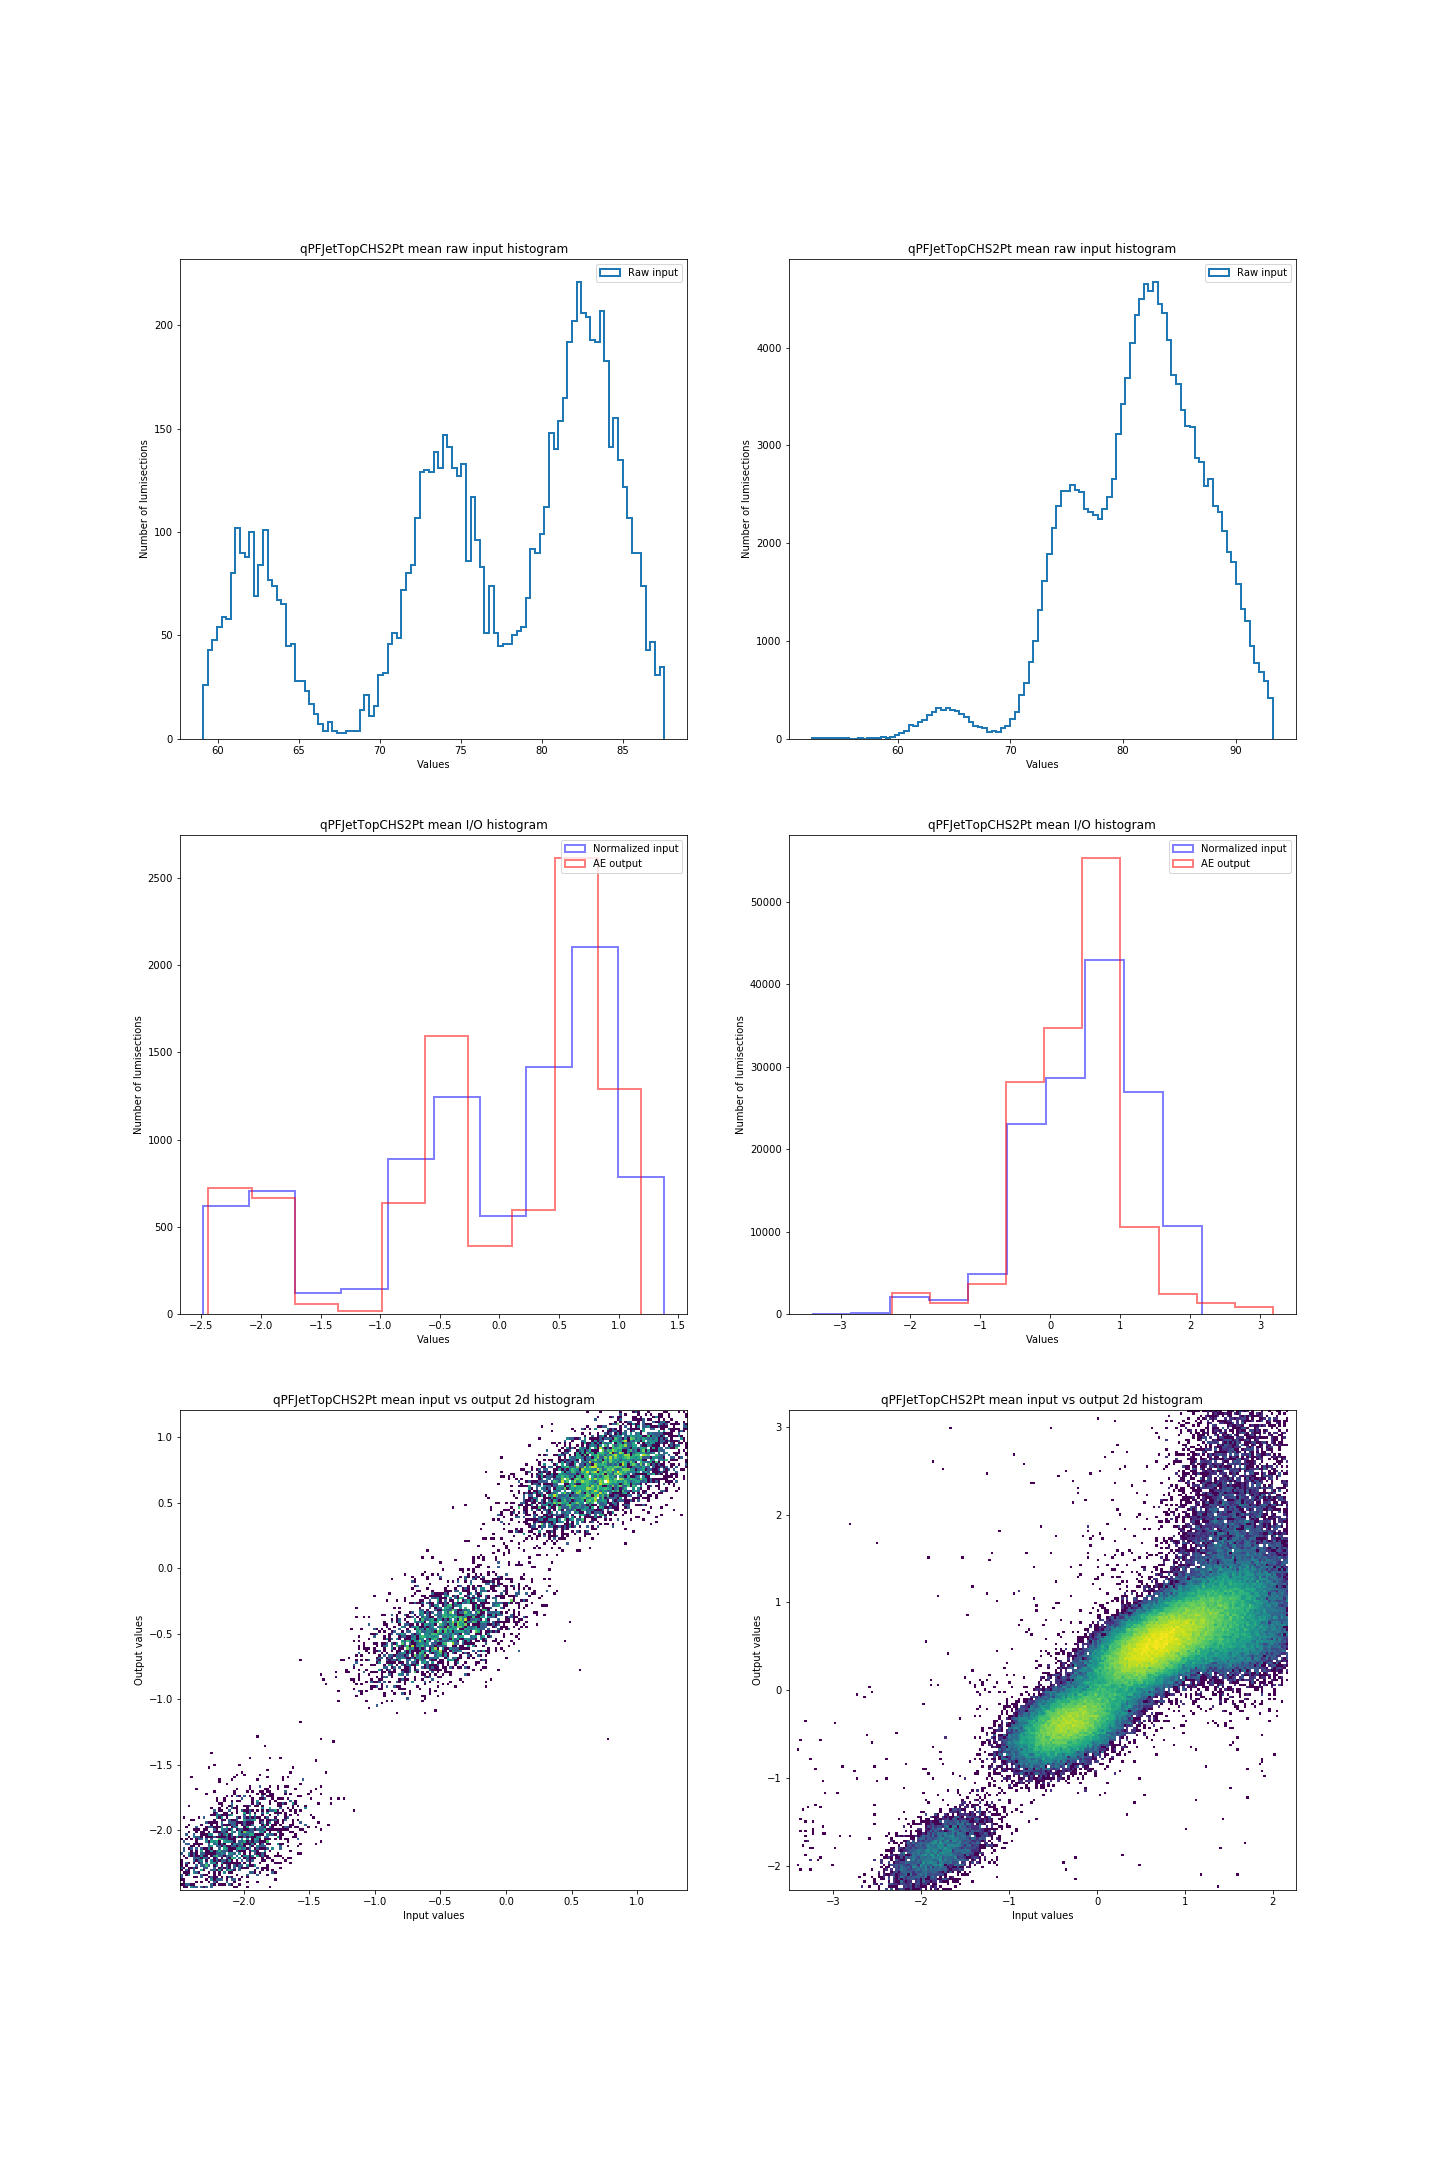 qPFJetTopCHS2Pt mean raw input histogram
Raw input
Number of lumisections
200
150
100
50
0
60 65 70 75 80 85
Values
qPFJetTopCHS2Pt mean raw input histogram
Raw input
Number of lumisections
4000
3000
2000
1000
0
60 70 80 90
Values
qPFJetTopCHS2Pt mean I/O histogram
Normalized input
AE output
Number of lumisections
2500
2000
1500
1000
500
0
−2.5 −2.0 −1.5 −1.0 −0.5 0.0 0.5 1.0 1.5
Values
qPFJetTopCHS2Pt mean I/O histogram
Normalized input
AE output
Number of lumisections
50000
40000
30000
20000
10000
0
−3 −2 −1 0 1 2 3
Values
qPFJetTopCHS2Pt mean input vs output 2d histogram
Output values
1.0
0.5
0.0
−0.5
−1.0
−1.5
−2.0
−2.0 −1.5 −1.0 −0.5 0.0 0.5 1.0
Input values
qPFJetTopCHS2Pt mean input vs output 2d histogram
Output values
3
2
1
0
−1
−2
−3 −2 −1 0 1 2
Input values